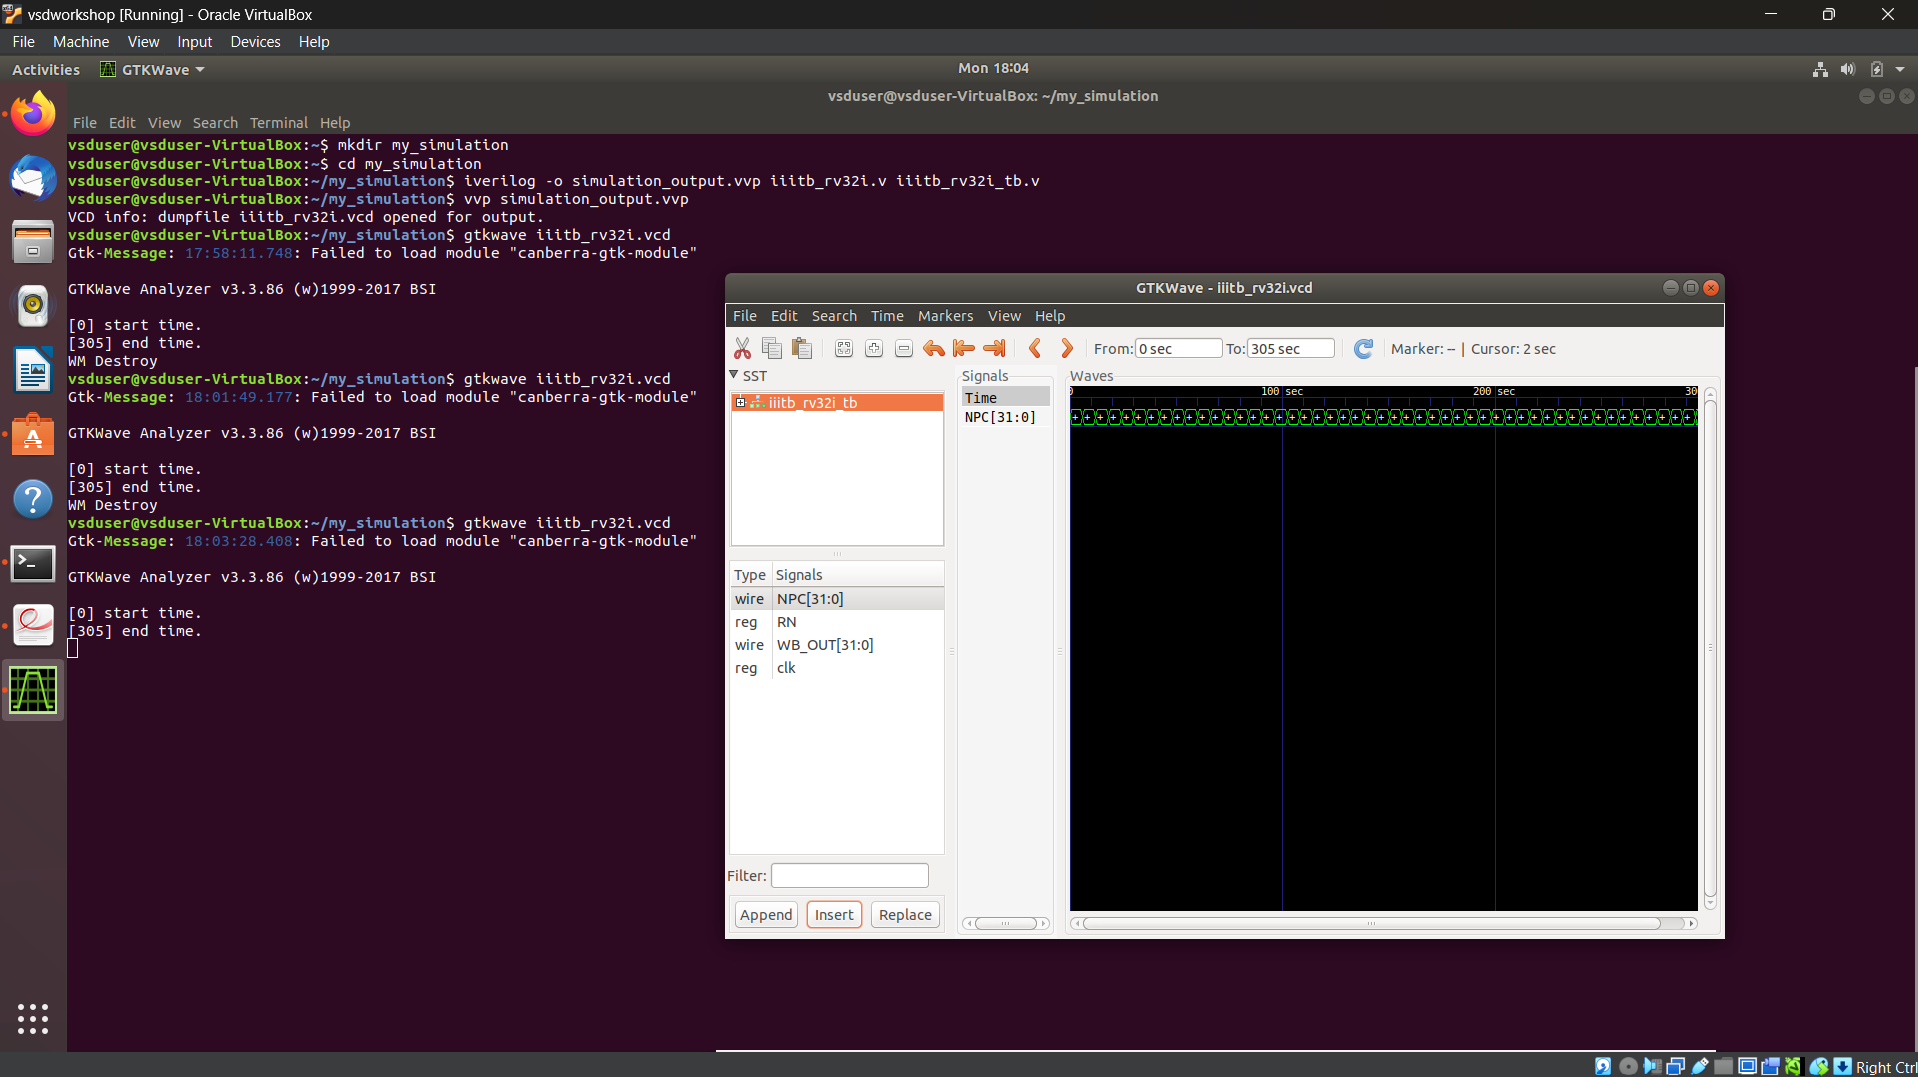 vsdworkshop [Running] - Oracle VirtualBox
File Machine View Input Devices Help
Activities GTKWave Mon 18:04
vsduser@vsduser-VirtualBox: ~/my_simulation
File Edit View Search Terminal Help
vsduser@vsduser-VirtualBox:~$ mkdir my_simulation
vsduser@vsduser-VirtualBox:~$ cd my_simulation
vsduser@vsduser-VirtualBox:~/my_simulation$ iverilog -o simulation_output.vvp iiitb_rv32i.v iiitb_rv32i_tb.v
vsduser@vsduser-VirtualBox:~/my_simulation$ vvp simulation_output.vvp
VCD info: dumpfile iiitb_rv32i.vcd opened for output.
vsduser@vsduser-VirtualBox:~/my_simulation$ gtkwave iiitb_rv32i.vcd
Gtk-Message: 17:58:11.748: Failed to load module "canberra-gtk-module"
GTKWave Analyzer v3.3.86 (w)1999-2017 BSI
[0] start time.
[305] end time.
WM Destroy
vsduser@vsduser-VirtualBox:~/my_simulation$ gtkwave iiitb_rv32i.vcd
Gtk-Message: 18:01:49.177: Failed to load module "canberra-gtk-module"
GTKWave Analyzer v3.3.86 (w)1999-2017 BSI
[0] start time.
[305] end time.
WM Destroy
vsduser@vsduser-VirtualBox:~/my_simulation$ gtkwave iiitb_rv32i.vcd
Gtk-Message: 18:03:28.408: Failed to load module "canberra-gtk-module"
GTKWave Analyzer v3.3.86 (w)1999-2017 BSI
[0] start time.
[305] end time.
GTKWave - iiitb_rv32i.vcd
File Edit Search Time Markers View Help
From: 0 sec To: 305 sec Marker: -- | Cursor: 2 sec
SST
iiitb_rv32i_tb
Type Signals
wire NPC[31:0]
reg RN
wire WB_OUT[31:0]
reg clk
Filter:
Append Insert Replace
Signals
Time
NPC[31:0]
Waves
100 sec 200 sec 30
Right Ctrl